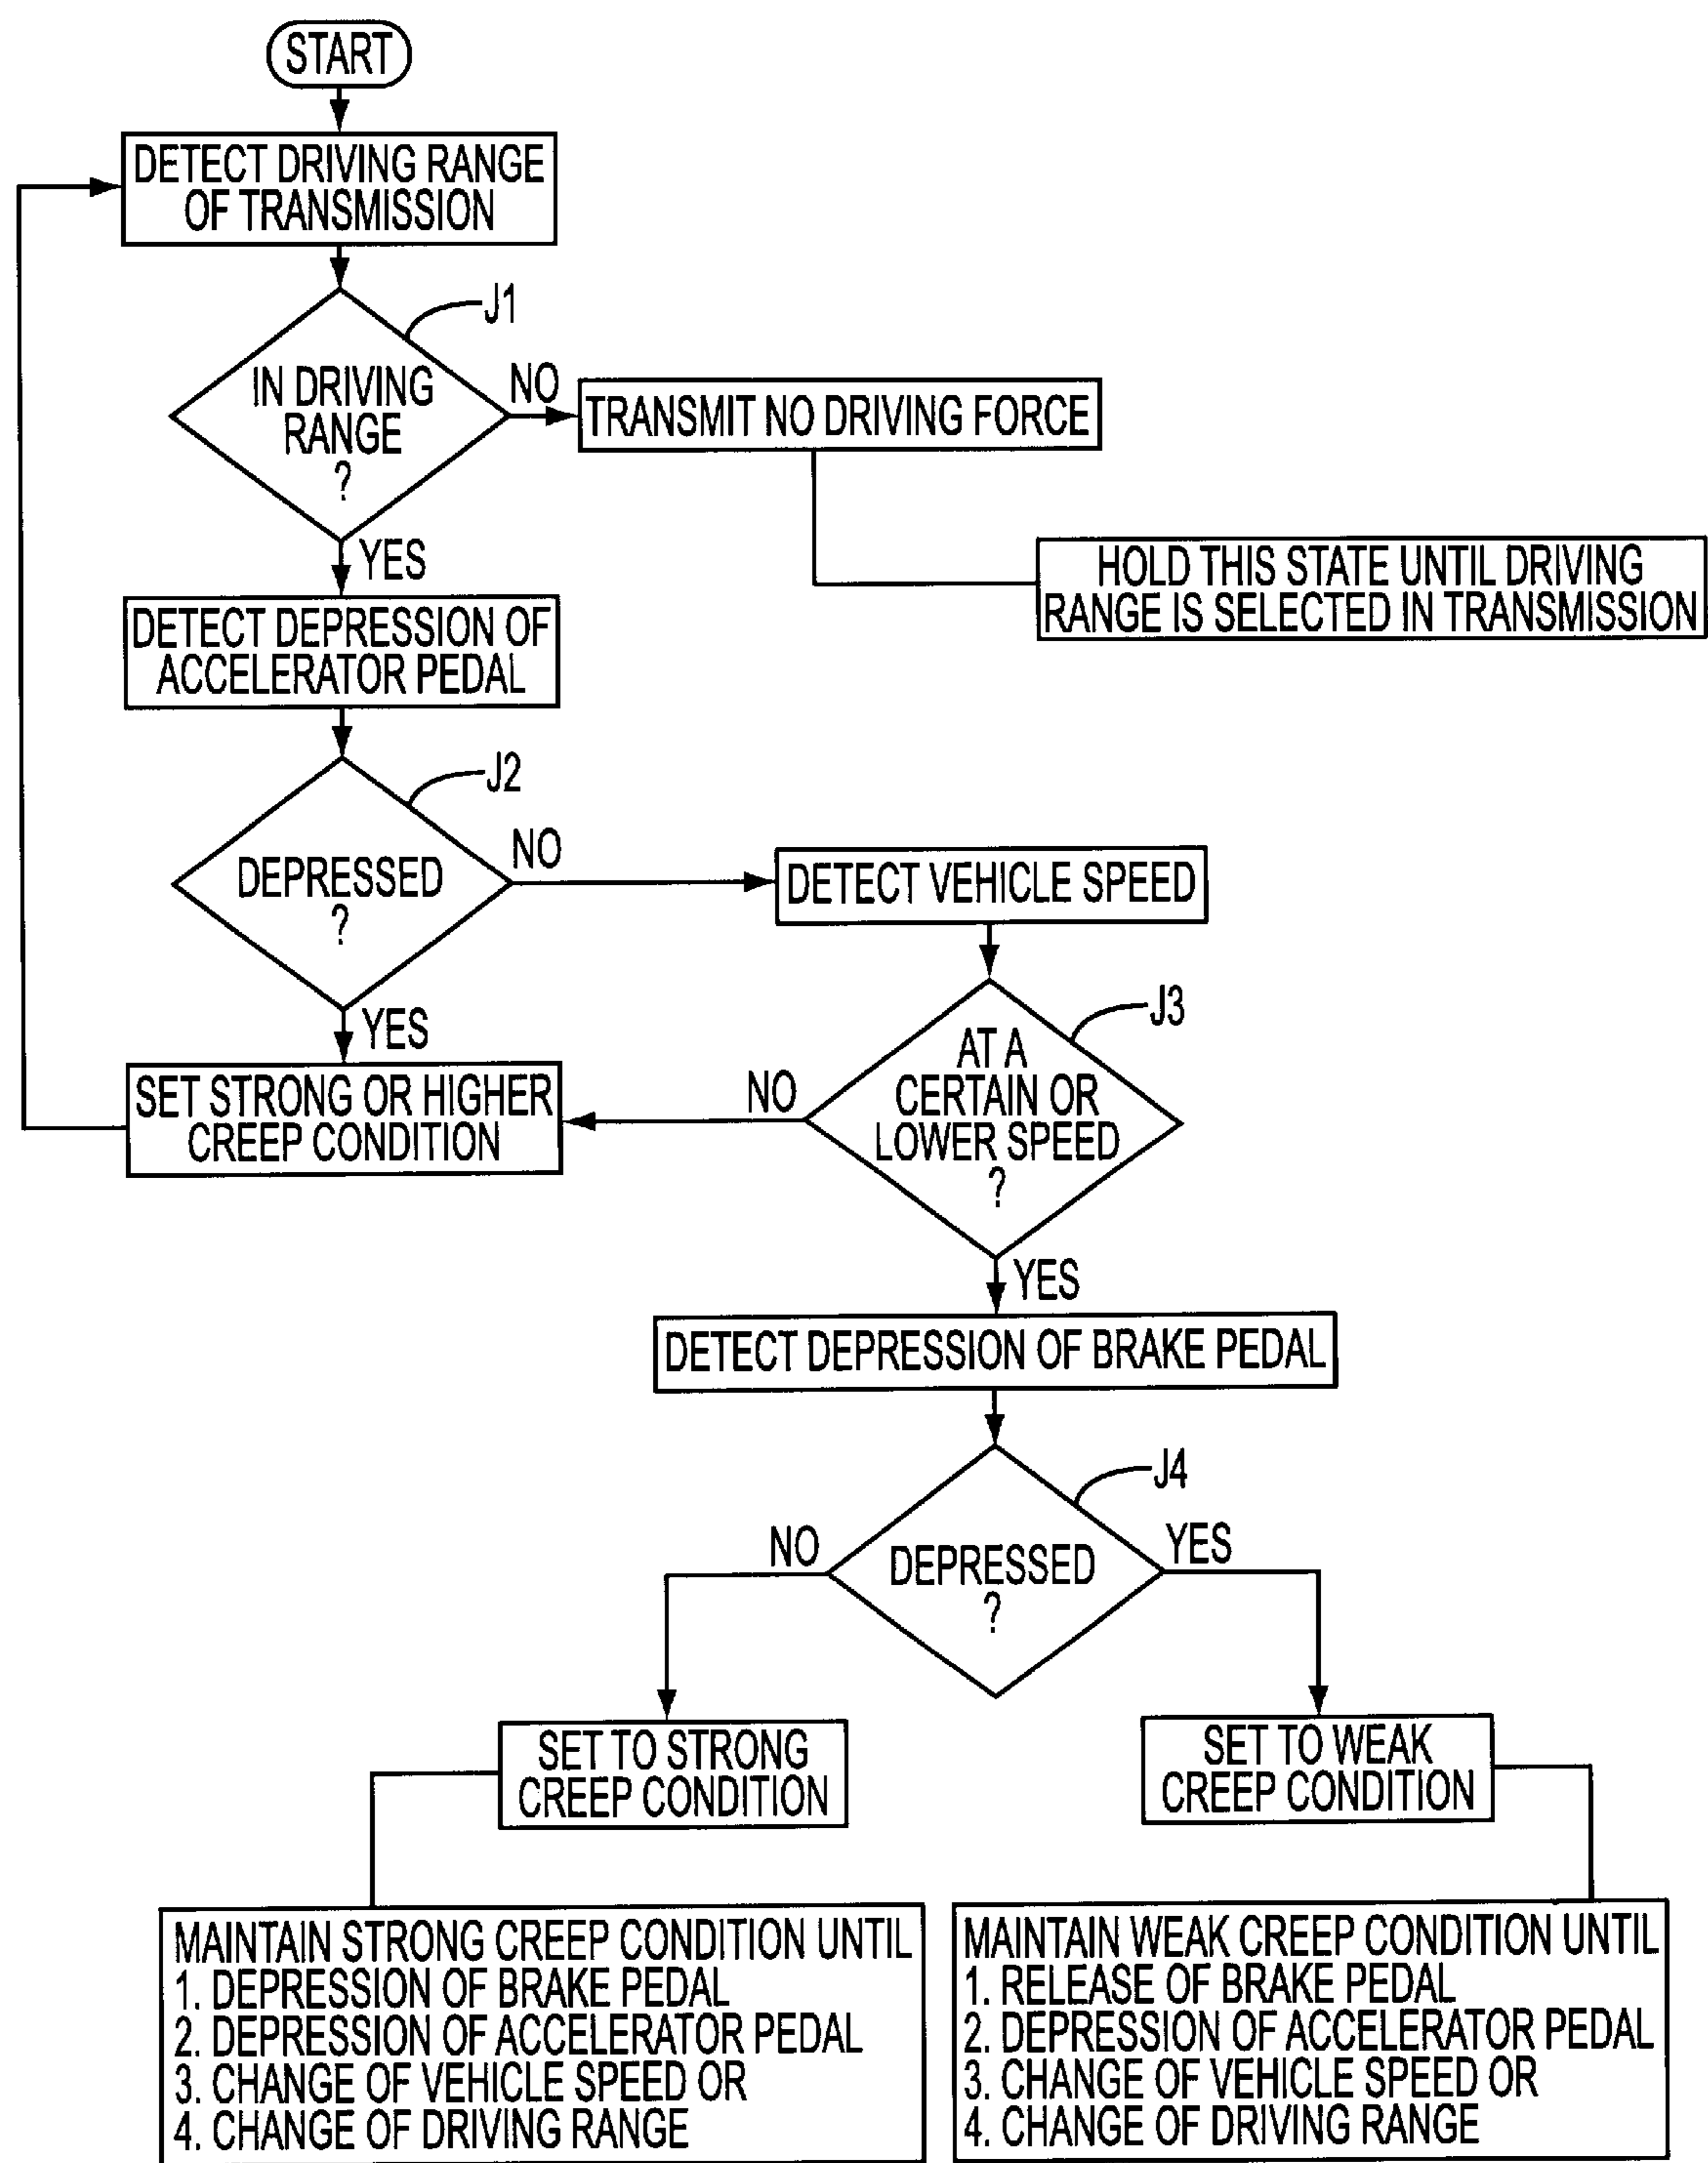 START
DETECT DRIVING RANGE
OF TRANSMISSION
J1
IN DRIVING
RANGE
?
NO
TRANSMIT NO DRIVING FORCE
HOLD THIS STATE UNTIL DRIVING
RANGE IS SELECTED IN TRANSMISSION
YES
DETECT DEPRESSION OF
ACCELERATOR PEDAL
J2
DEPRESSED
?
NO
DETECT VEHICLE SPEED
YES
J3
AT A
CERTAIN OR
LOWER SPEED
?
NO
SET STRONG OR HIGHER
CREEP CONDITION
YES
DETECT DEPRESSION OF BRAKE PEDAL
J4
DEPRESSED
?
NO
YES
SET TO STRONG
CREEP CONDITION
SET TO WEAK
CREEP CONDITION
MAINTAIN STRONG CREEP CONDITION UNTIL
1. DEPRESSION OF BRAKE PEDAL
2. DEPRESSION OF ACCELERATOR PEDAL
3. CHANGE OF VEHICLE SPEED OR
4. CHANGE OF DRIVING RANGE
MAINTAIN WEAK CREEP CONDITION UNTIL
1. RELEASE OF BRAKE PEDAL
2. DEPRESSION OF ACCELERATOR PEDAL
3. CHANGE OF VEHICLE SPEED OR
4. CHANGE OF DRIVING RANGE